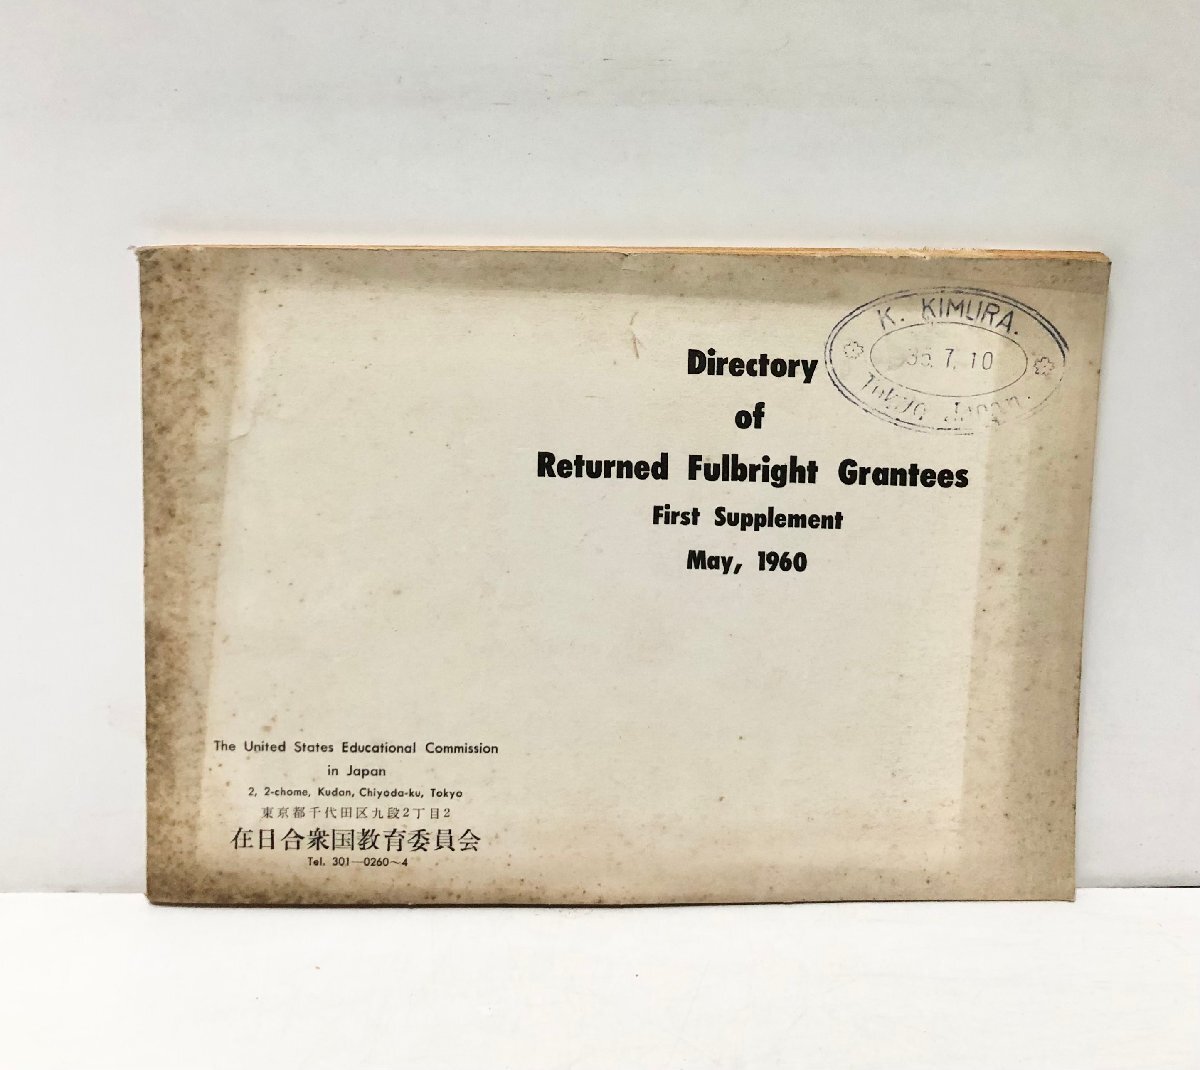 K. KIMURA.
35. 7. 10
Tokyo Japan.
Directory
of
Returned Fulbright Grantees
First Supplement
May, 1960
The United States Educational Commission
in Japan
2, 2-chome, Kudan, Chiyoda-ku, Tokyo
東京都千代田区九段2丁目2
在日合衆国教育委員会
Tel. 301—0260～4